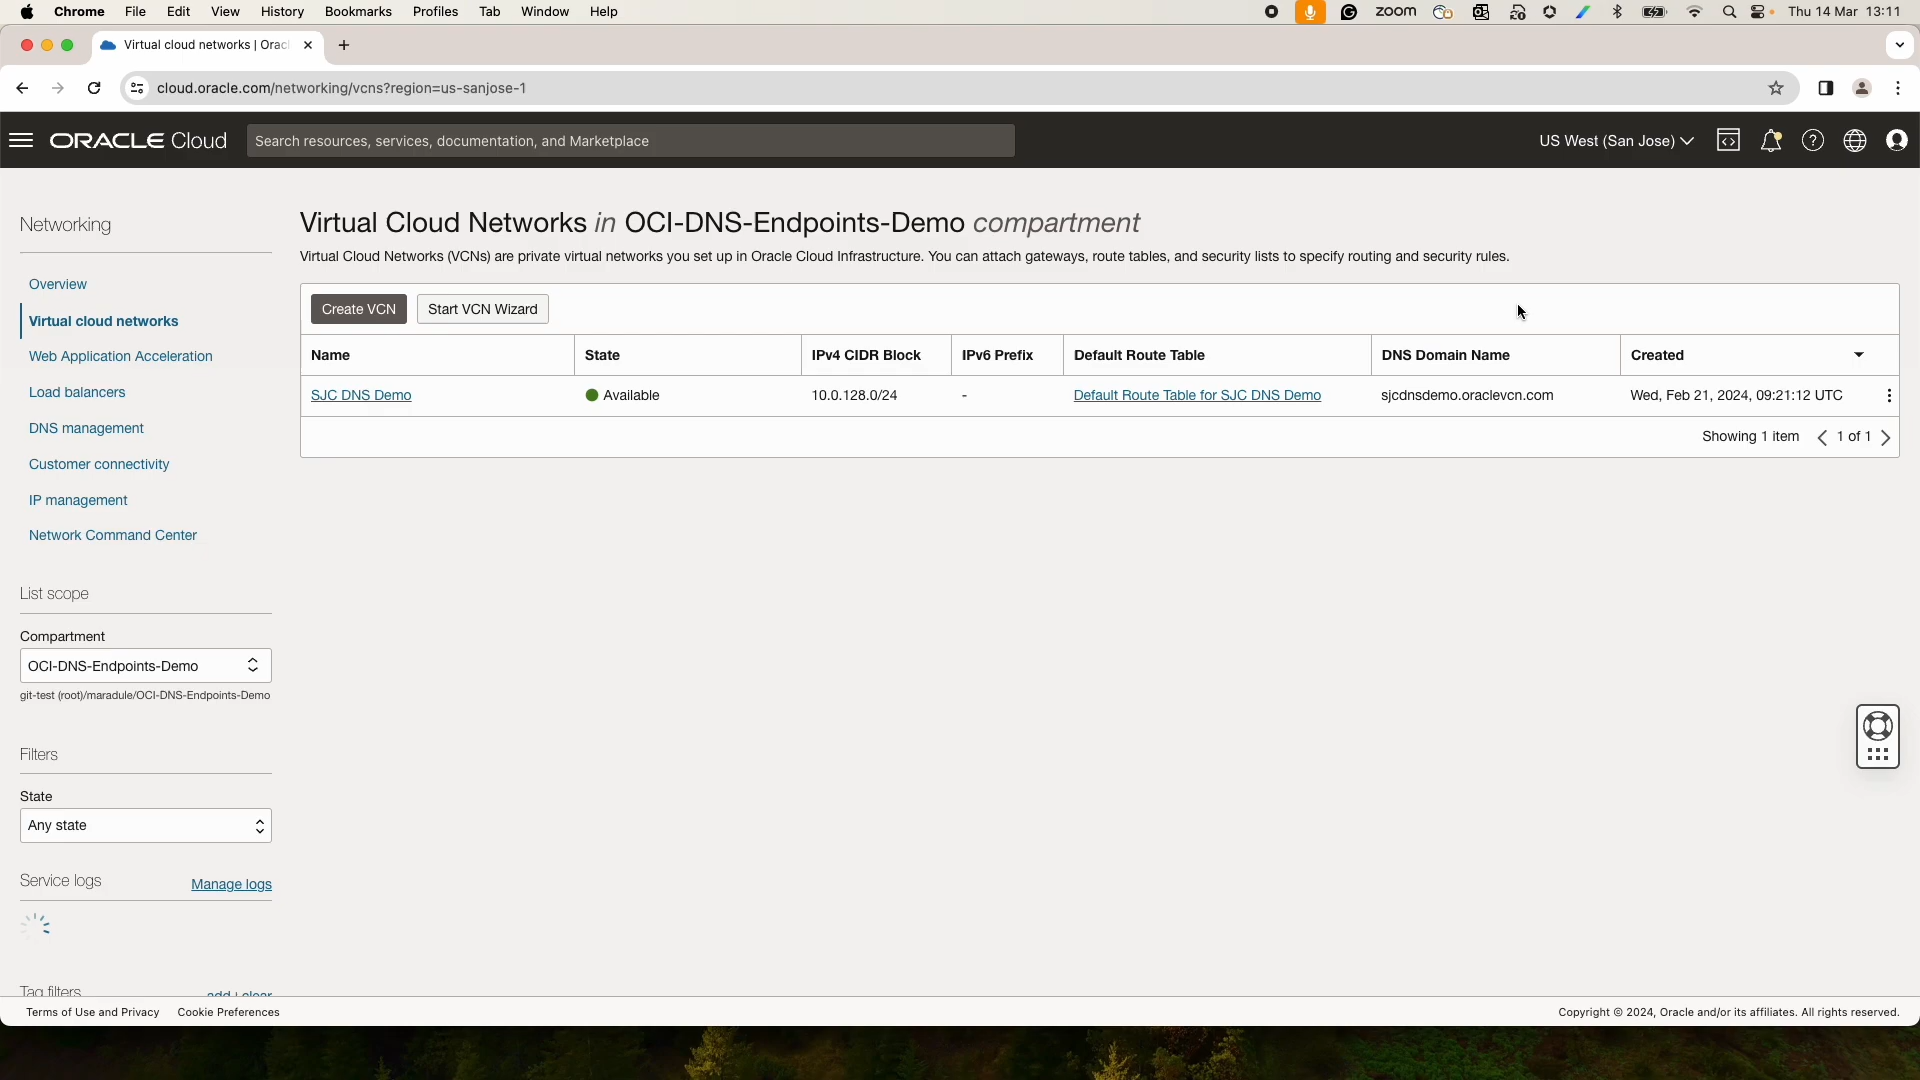 Chrome File Edit View History Bookmarks Profiles Tab Window Help zoom Thu 14 Mar 13:11
Virtual cloud networks | Orac
cloud.oracle.com/networking/vcns?region=us-sanjose-1
ORACLE Cloud Search resources, services, documentation, and Marketplace US West (San Jose)
Networking
Overview
Virtual cloud networks
Web Application Acceleration
Load balancers
DNS management
Customer connectivity
IP management
Network Command Center
List scope
Compartment
OCI-DNS-Endpoints-Demo
git-test (root)/maradule/OCI-DNS-Endpoints-Demo
Filters
State
Any state
Service logs Manage logs
Tag filters add | clear
Virtual Cloud Networks in OCI-DNS-Endpoints-Demo compartment
Virtual Cloud Networks (VCNs) are private virtual networks you set up in Oracle Cloud Infrastructure. You can attach gateways, route tables, and security lists to specify routing and security rules.
Create VCN Start VCN Wizard
Name State IPv4 CIDR Block IPv6 Prefix Default Route Table DNS Domain Name Created
SJC DNS Demo Available 10.0.128.0/24 - Default Route Table for SJC DNS Demo sjcdnsdemo.oraclevcn.com Wed, Feb 21, 2024, 09:21:12 UTC
Showing 1 item 1 of 1
Terms of Use and Privacy Cookie Preferences Copyright © 2024, Oracle and/or its affiliates. All rights reserved.